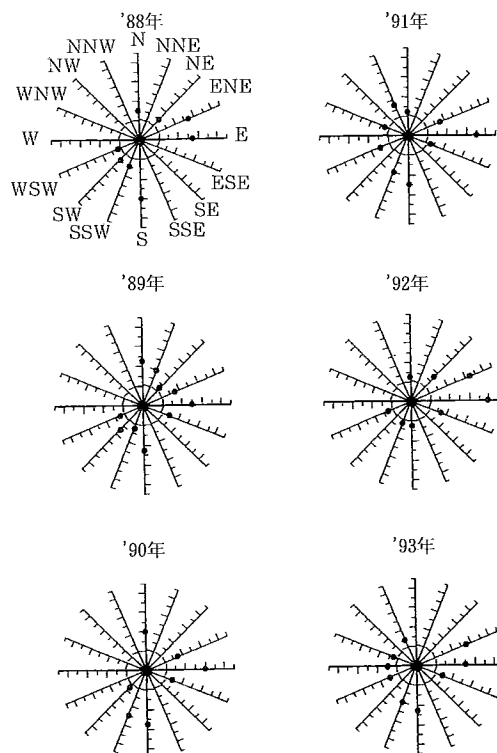 '88年
N
NNW
NNE
NW
NE
WNW
ENE
W
E
WSW
ESE
SW
SE
SSW
SSE
S
'91年
'89年
'92年
'90年
'93年